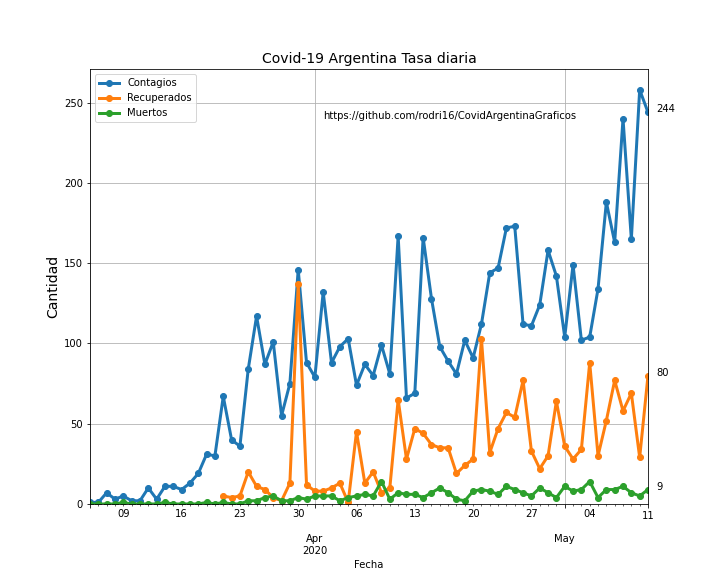 Covid-19 Argentina Tasa diaria
Contagios
Recuperados
Muertos
https://github.com/rodri16/CovidArgentinaGraficos
244
80
9
Cantidad
250
200
150
100
50
0
09
16
23
06
13
20
27
04
11
Apr
2020
May
Fecha